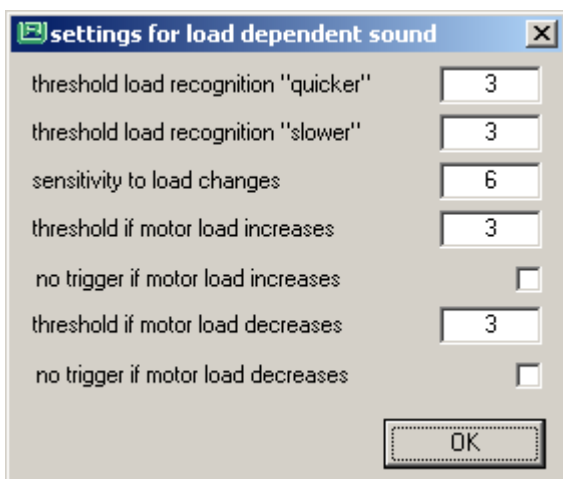 settings for load dependent sound
threshold load recognition "quicker" 3
threshold load recognition "slower" 3
sensitivity to load changes 6
threshold if motor load increases 3
no trigger if motor load increases
threshold if motor load decreases 3
no trigger if motor load decreases
OK